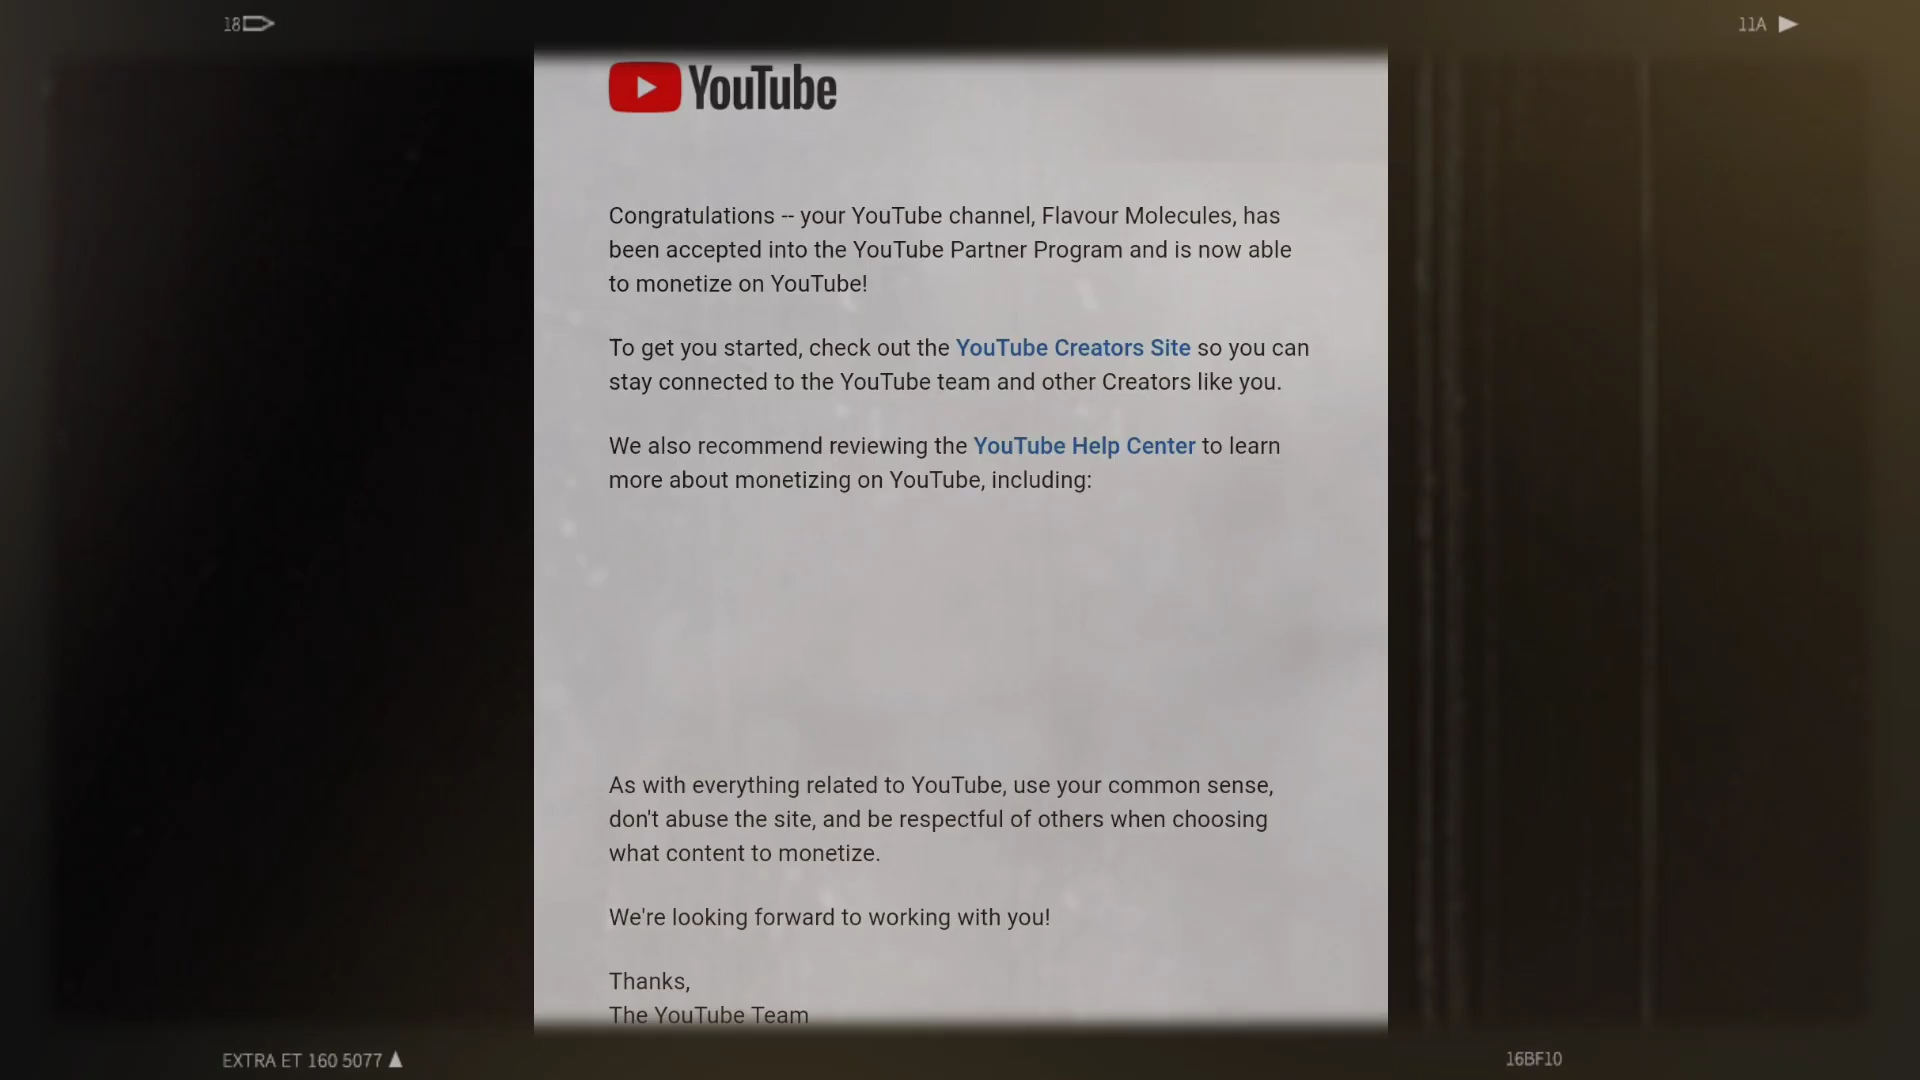 18
11A
YouTube
Congratulations -- your YouTube channel, Flavour Molecules, has
been accepted into the YouTube Partner Program and is now able
to monetize on YouTube!
To get you started, check out the YouTube Creators Site so you can
stay connected to the YouTube team and other Creators like you.
We also recommend reviewing the YouTube Help Center to learn
more about monetizing on YouTube, including:
As with everything related to YouTube, use your common sense,
don't abuse the site, and be respectful of others when choosing
what content to monetize.
We're looking forward to working with you!
Thanks,
The YouTube Team
EXTRA ET 160 5077
16BF10